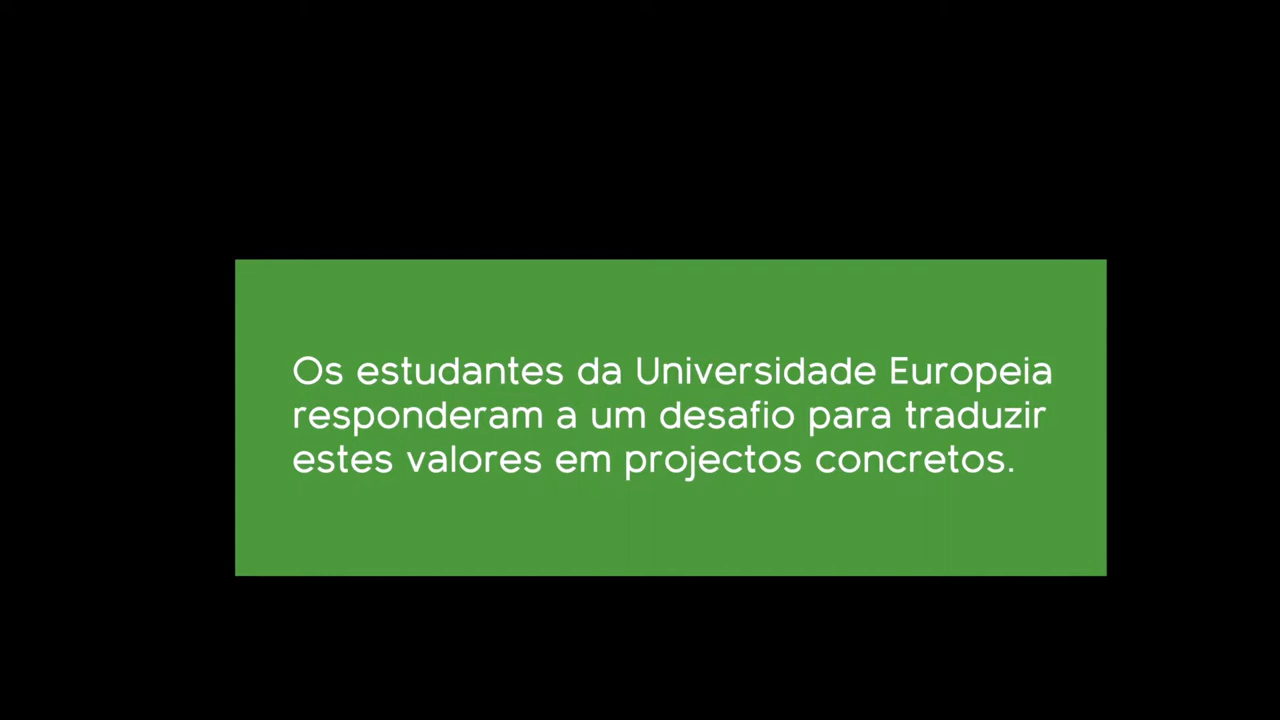 Os estudantes da Universidade Europeia
responderam a um desafio para traduzir
estes valores em projectos concretos.